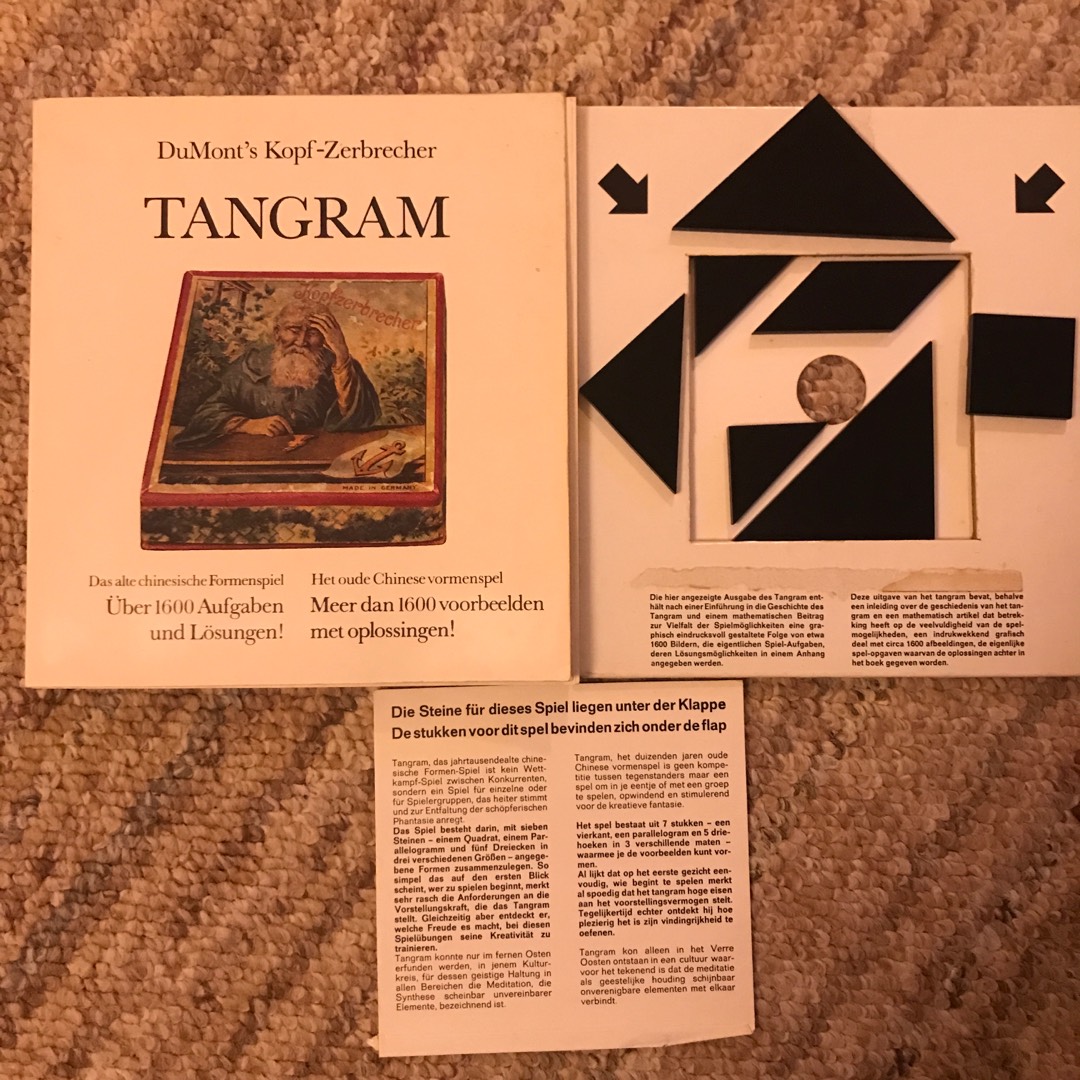 DuMont's Kopf-Zerbrecher
TANGRAM
Kopfzerbrecher
MADE IN GERMANY.
Das alte chinesische Formenspiel
Über 1600 Aufgaben
und Lösungen!
Het oude Chinese vormenspel
Meer dan 1600 voorbeelden
met oplossingen!
Die hier angezeigte Ausgabe des Tangram ent-
hält nach einer Einführung in die Geschichte des
Tangram und einem mathematischen Beitrag
zur Vielfalt der Spielmöglichkeiten eine gra-
phisch eindrucksvoll gestaltete Folge von etwa
1600 Bildern, die eigentlichen Spiel-Aufgaben,
deren Lösungsmöglichkeiten in einem Anhang
angegeben werden.
Deze uitgave van het tangram bevat, behalve
een inleiding over de geschiedenis van het tan-
gram en een mathematisch artikel dat betrek-
king heeft op de veelvuldigheid van de spel-
mogelijkheden, een indrukwekkend grafisch
deel met circa 1600 afbeeldingen, de eigenlijke
spel-opgaven waarvan de oplossingen achter in
het boek gegeven worden.
Die Steine für dieses Spiel liegen unter der Klappe
De stukken voor dit spel bevinden zich onder de flap
Tangram, das jahrtausendealte chine-
sische Formen-Spiel ist kein Wett-
kampf-Spiel zwischen Konkurrenten,
sondern ein Spiel für einzelne oder
für Spielergruppen, das heiter stimmt
und zur Entfaltung der schöpferischen
Phantasie anregt.
Das Spiel besteht darin, mit sieben
Steinen – einem Quadrat, einem Par-
allelogramm und fünf Dreiecken in
drei verschiedenen Größen – angege-
bene Formen zusammenzulegen. So
simpel das auf den ersten Blick
scheint, wer zu spielen beginnt, merkt
sehr rasch die Anforderungen an die
Vorstellungskraft, die das Tangram
stellt. Gleichzeitig aber entdeckt er,
welche Freude es macht, bei diesen
Spielübungen seine Kreativität zu
trainieren.
Tangram konnte nur im fernen Osten
erfunden werden, in jenem Kultur-
kreis, für dessen geistige Haltung in
allen Bereichen die Meditation, die
Synthese scheinbar unvereinbarer
Elemente, bezeichnend ist.
Tangram, het duizenden jaren oude
Chinese vormenspel is geen kompe-
titie tussen tegenstanders maar een
spel om in je eentje of met een groep
te spelen, opwindend en stimulerend
voor de kreatieve fantasie.
Het spel bestaat uit 7 stukken – een
vierkant, een parallelogram en 5 drie-
hoeken in 3 verschillende maten –
waarmee je de voorbeelden kunt vor-
men.
Al lijkt dat op het eerste gezicht een-
voudig, wie begint te spelen merkt
al spoedig dat het tangram hoge eisen
aan het voorstellingsvermogen stelt.
Tegelijkertijd echter ontdekt hij hoe
plezierig het is zijn vindingrijkheid te
oefenen.
Tangram kon alleen in het Verre
Oosten ontstaan in een cultuur waar-
voor het tekenend is dat de meditatie
als geestelijke houding schijnbaar
onverenigbare elementen met elkaar
verbindt.